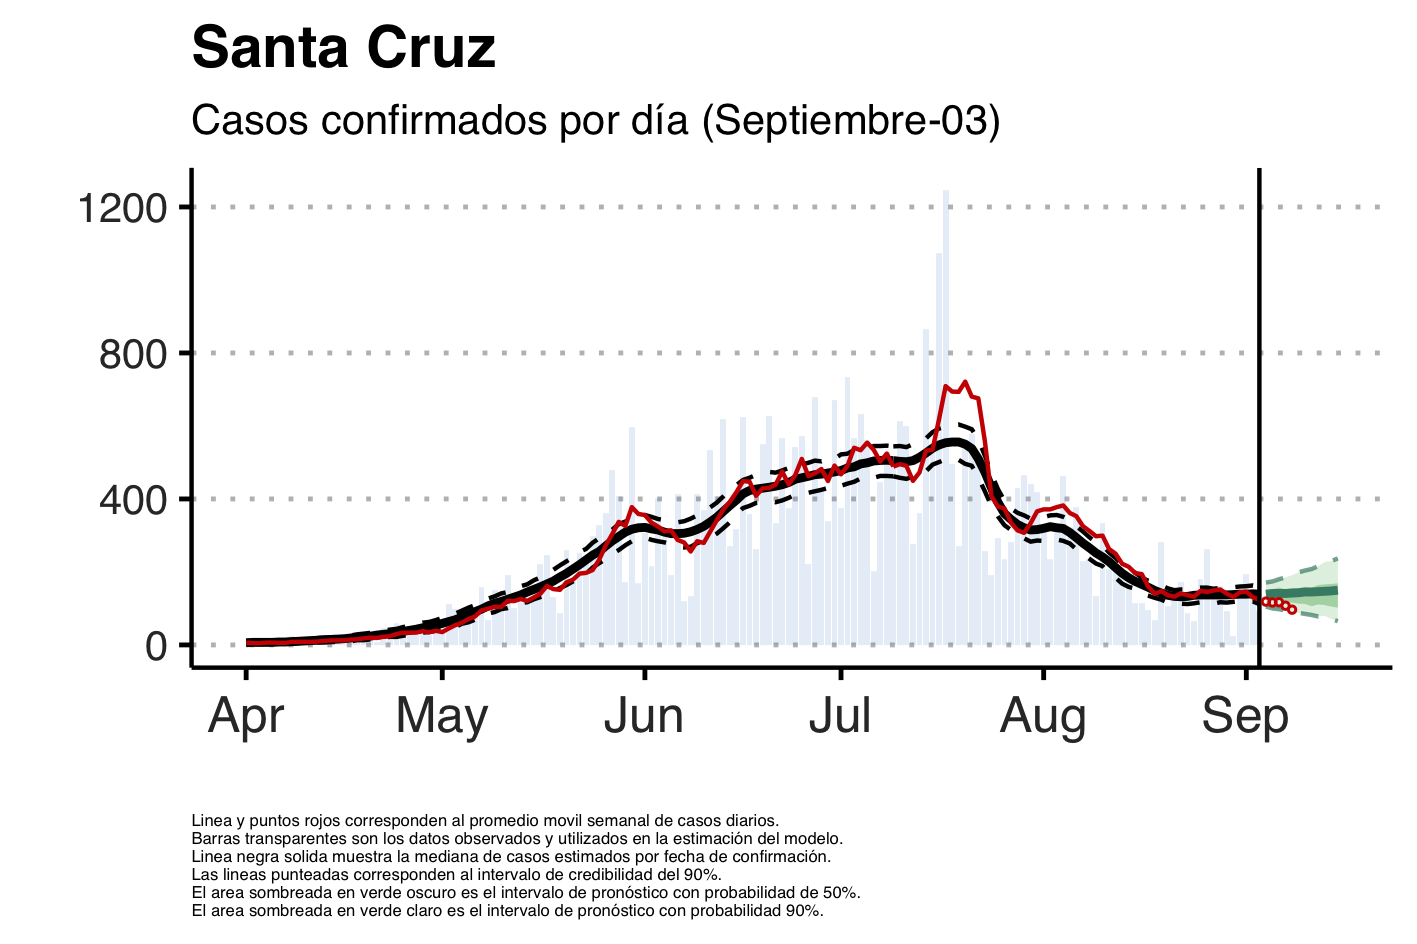 Santa Cruz
Casos confirmados por día (Septiembre-03)
1200
800
400
0
Apr May Jun Jul Aug Sep
Linea y puntos rojos corresponden al promedio movil semanal de casos diarios.
Barras transparentes son los datos observados y utilizados en la estimación del modelo.
Linea negra solida muestra la mediana de casos estimados por fecha de confirmación.
Las lineas punteadas corresponden al intervalo de credibilidad del 90%.
El area sombreada en verde oscuro es el intervalo de pronóstico con probabilidad de 50%.
El area sombreada en verde claro es el intervalo de pronóstico con probabilidad 90%.